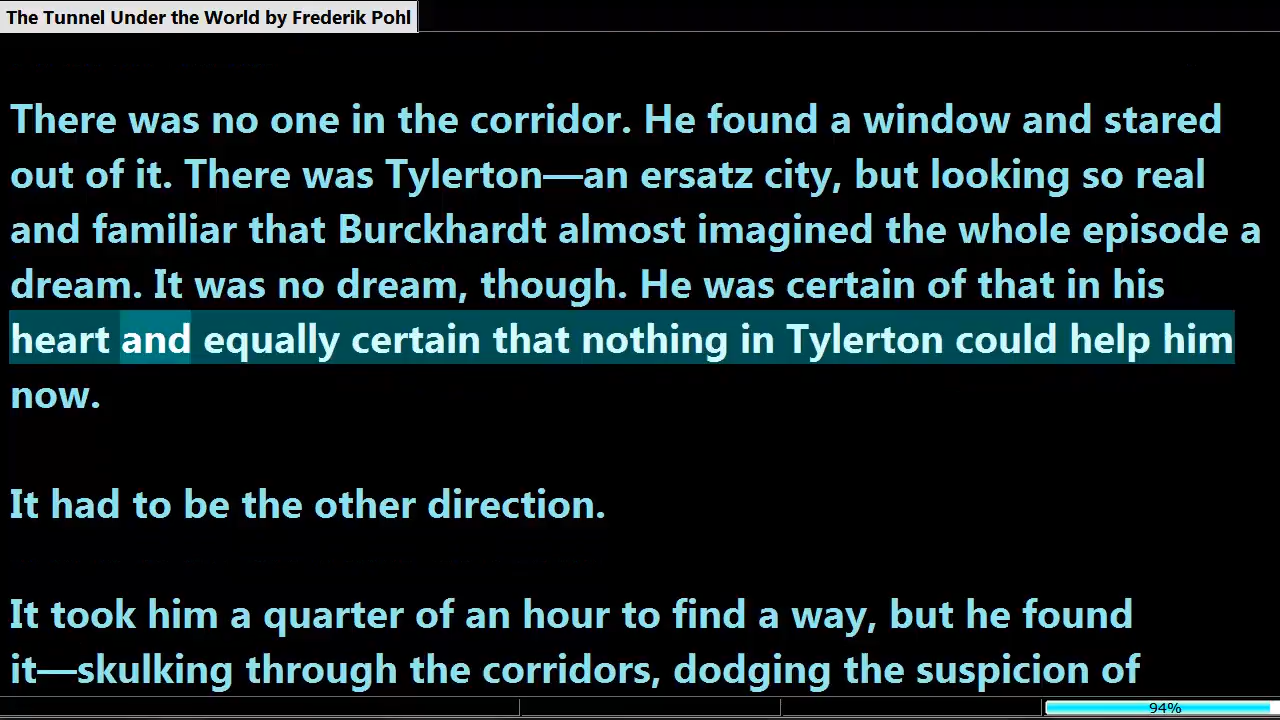 The Tunnel Under the World by Frederik Pohl
There was no one in the corridor. He found a window and stared
out of it. There was Tylerton—an ersatz city, but looking so real
and familiar that Burckhardt almost imagined the whole episode a
dream. It was no dream, though. He was certain of that in his
heart and equally certain that nothing in Tylerton could help him
now.
It had to be the other direction.
It took him a quarter of an hour to find a way, but he found
it—skulking through the corridors, dodging the suspicion of
94%